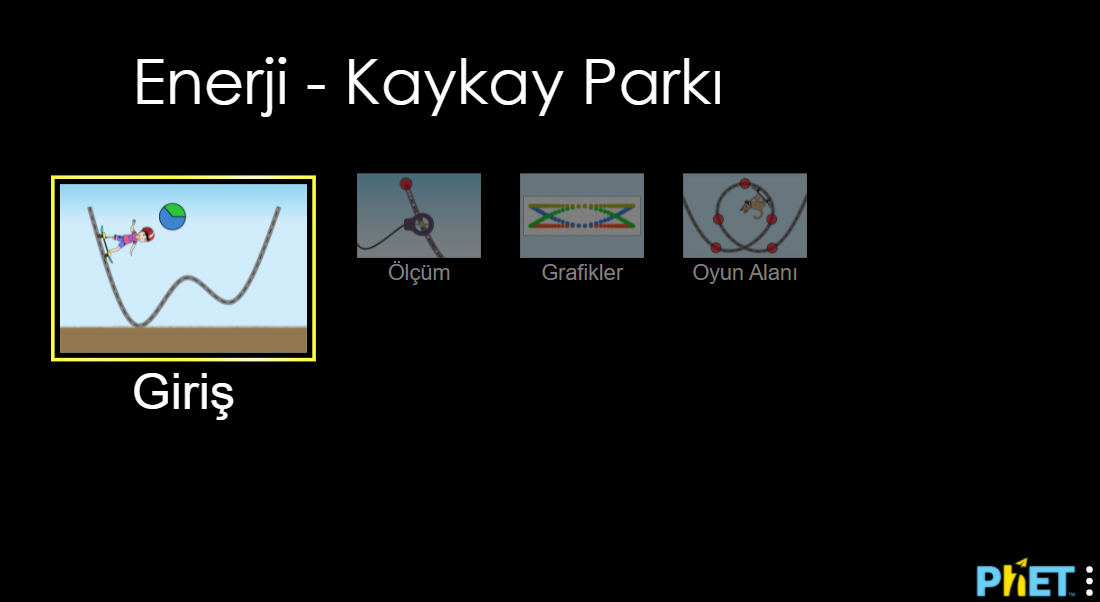 Enerji - Kaykay Parkı
Giriş
Ölçüm
Grafikler
Oyun Alanı
PhET